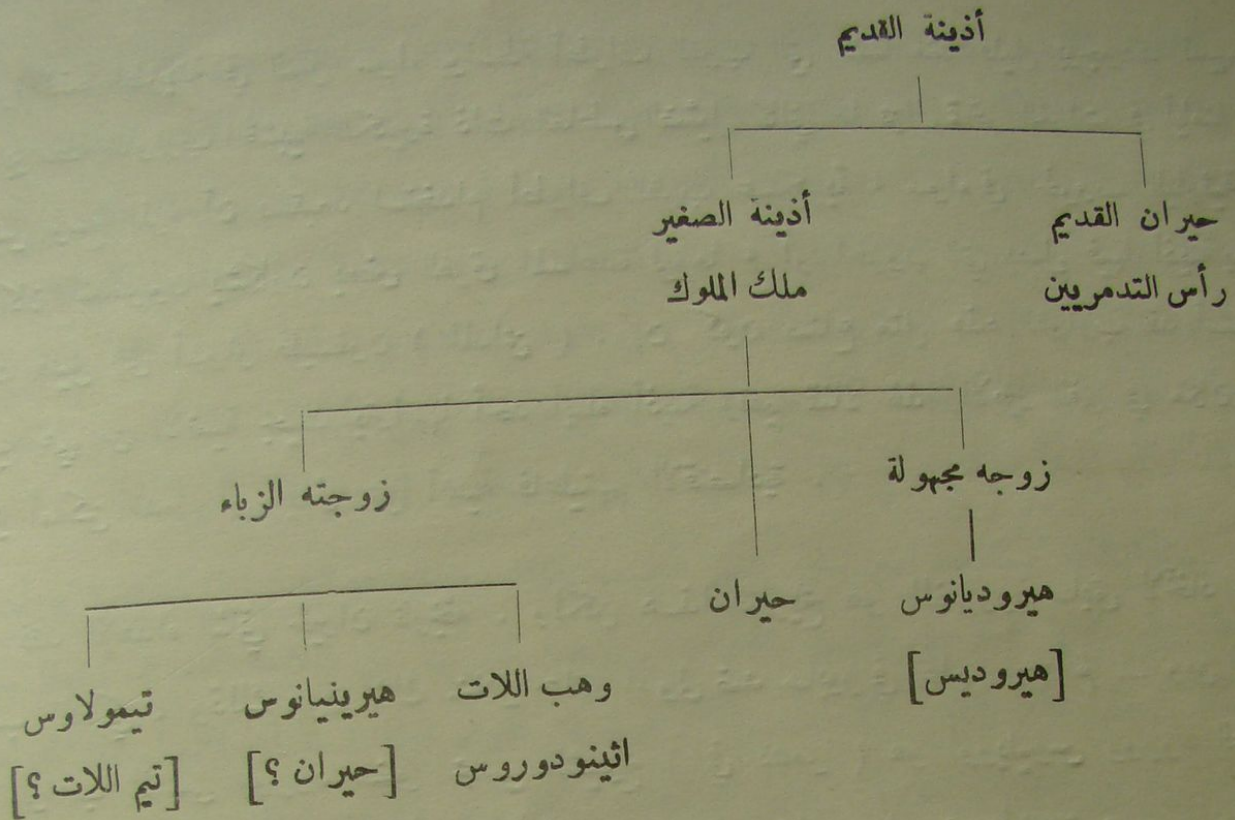 أذينة القديم
حيران القديم
رأس التدمريين
أذينة الصغير
ملك الملوك
زوجه مجهولة
زوجته الزباء
هيروديانوس
[هيروديس]
حيران
وهب اللات
اثينودوروس
هيرينيانوس
[حيران ؟]
تيمولاوس
[تيم اللات ؟]